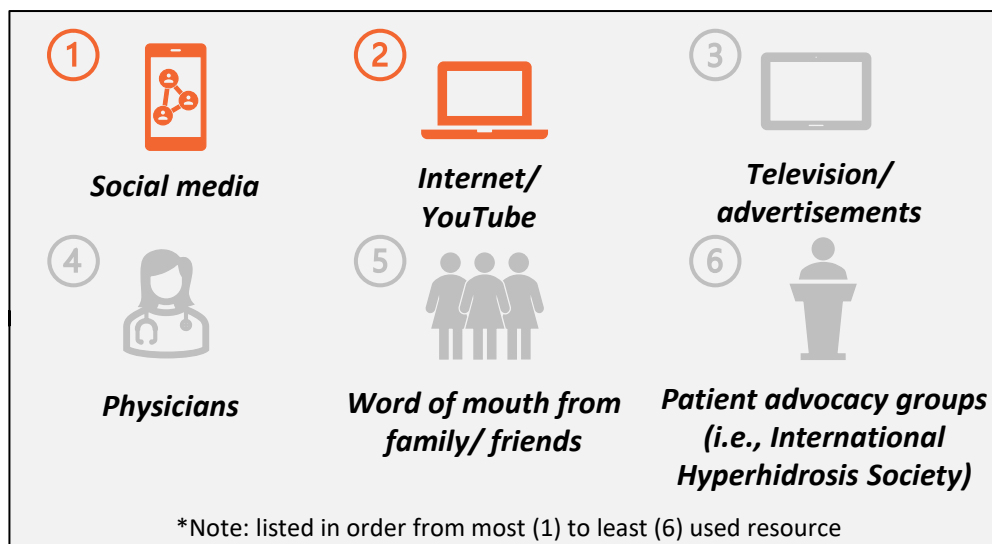 1
Social media
2
Internet/
YouTube
3
Television/
advertisements
4
Physicians
5
Word of mouth from
family/ friends
6
Patient advocacy groups
(i.e., International
Hyperhidrosis Society)
*Note: listed in order from most (1) to least (6) used resource